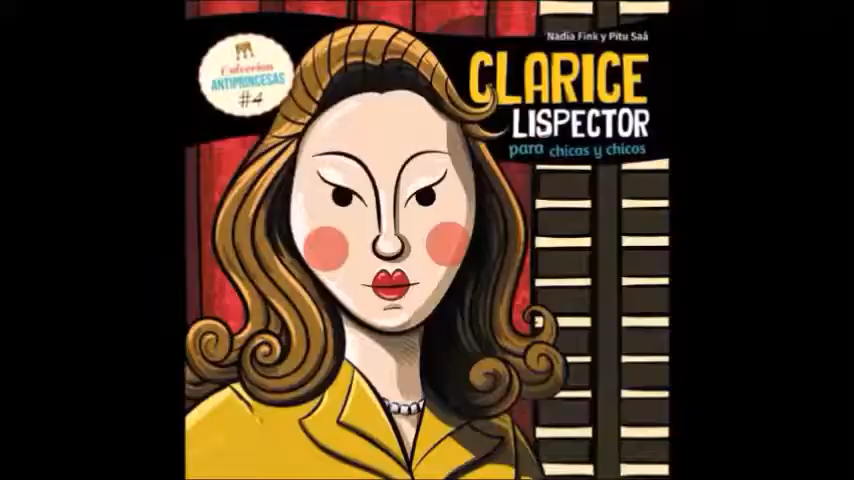 Nadia Fink y Pitu Saá
Colección
ANTIPRINCESAS
#4
CLARICE
LISPECTOR
para chicas y chicos